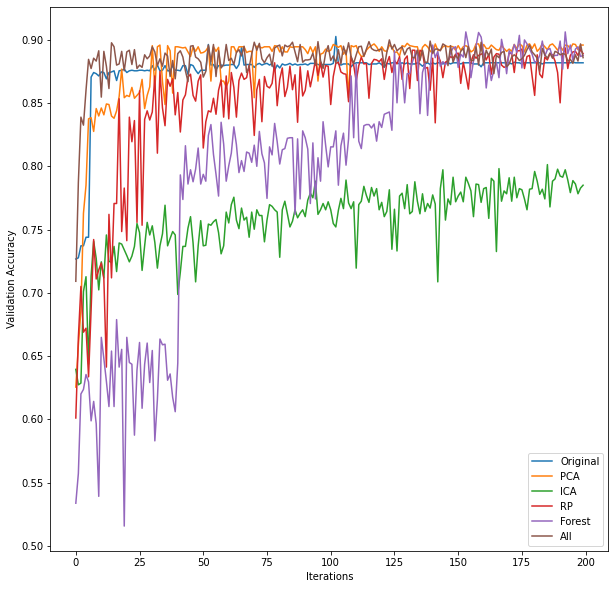 0.90
0.85
0.80
0.75
0.70
0.65
0.60
0.55
0.50
Validation Accuracy
0 25 50 75 100 125 150 175 200
Iterations
Original
PCA
ICA
RP
Forest
All